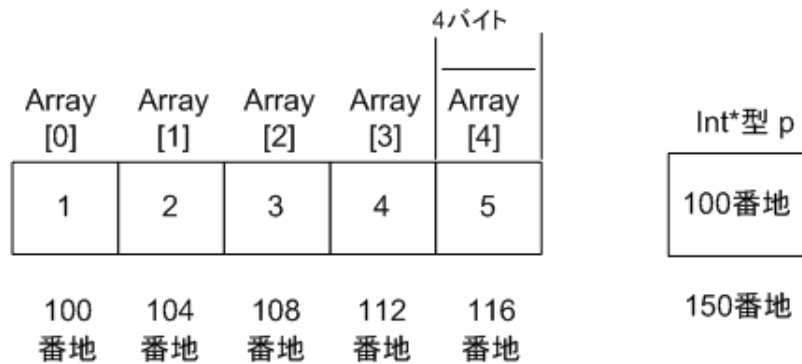 4バイト
Array Array Array Array Array
[0] [1] [2] [3] [4]
Int*型 p
1 2 3 4 5
100番地
100 104 108 112 116
番地 番地 番地 番地 番地
150番地